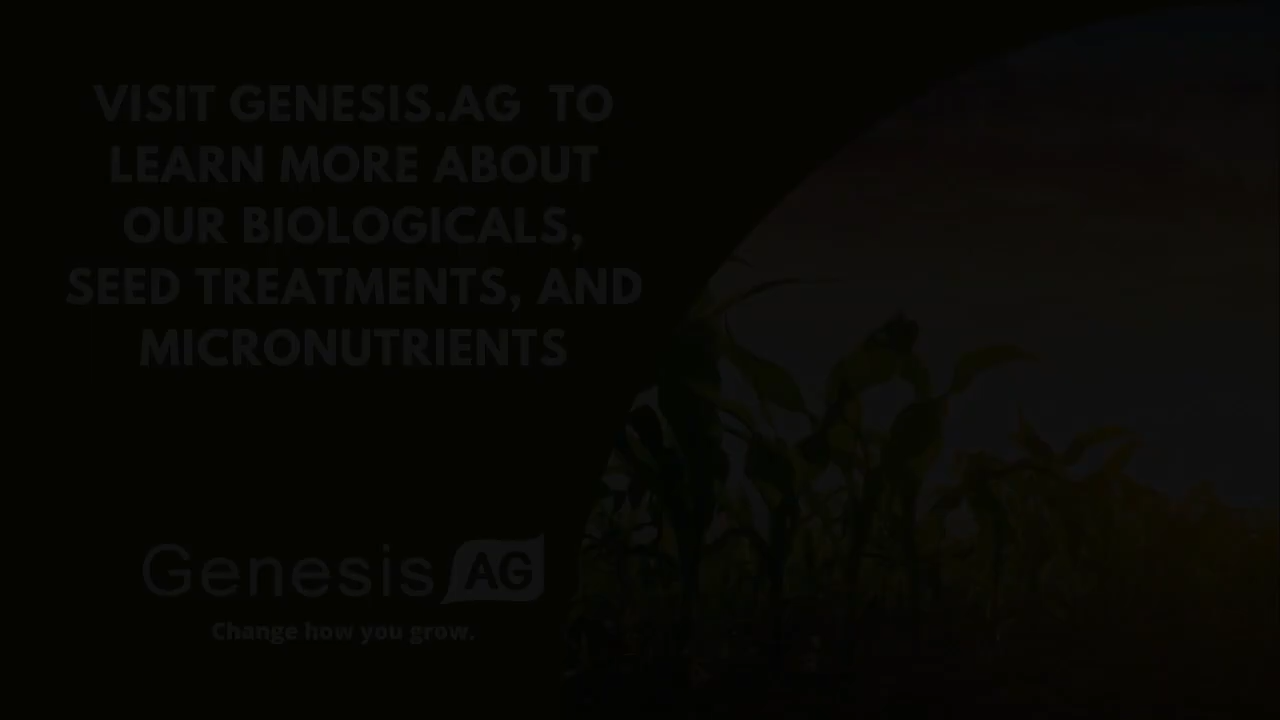 VISIT GENESIS.AG TO
LEARN MORE ABOUT
OUR BIOLOGICALS,
SEED TREATMENTS, AND
MICRONUTRIENTS
Genesis AG
Change how you grow.